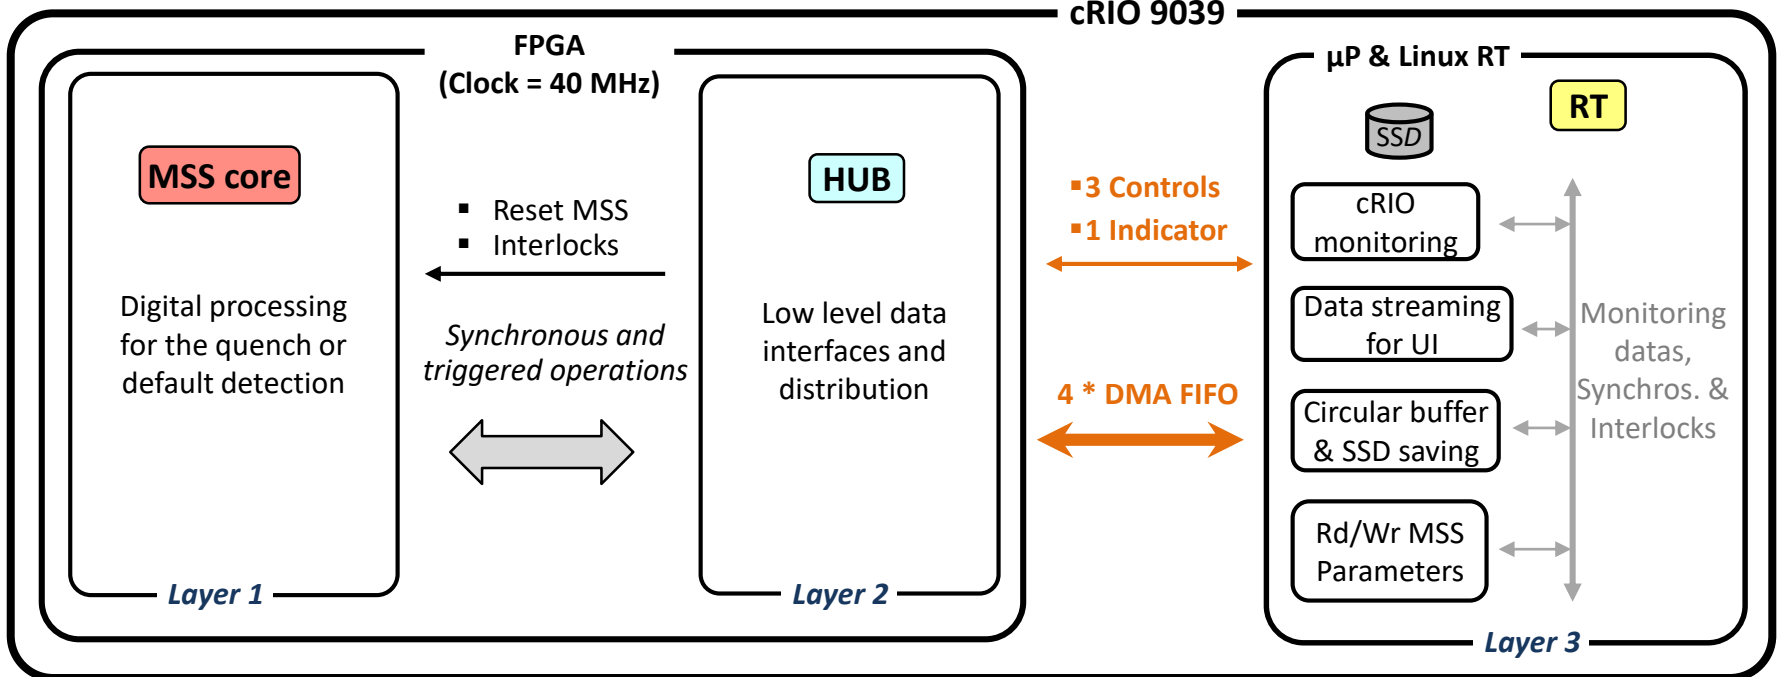 cRIO 9039
FPGA
(Clock = 40 MHz)
MSS core
Digital processing
for the quench or
default detection
Layer 1
▪ Reset MSS
▪ Interlocks
Synchronous and
triggered operations
HUB
Low level data
interfaces and
distribution
Layer 2
▪3 Controls
▪1 Indicator
4 * DMA FIFO
µP & Linux RT
SSD
RT
cRIO
monitoring
Data streaming
for UI
Circular buffer
& SSD saving
Rd/Wr MSS
Parameters
Monitoring
datas,
Synchros. &
Interlocks
Layer 3